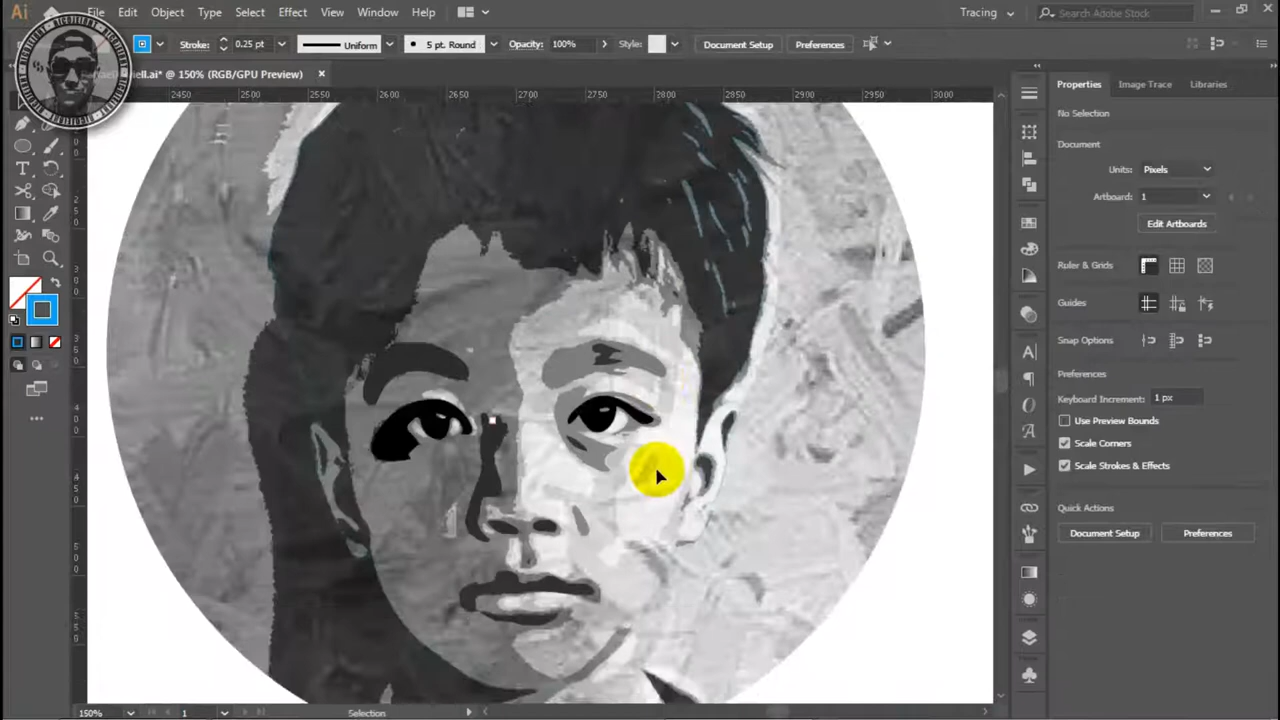 Ai File Edit Object Type Select Effect View Window Help Tracing Search Adobe Stock
Stroke: 0.25 pt Uniform 5 pt. Round Opacity: 100% Style: Document Setup Preferences
ell.ai* @ 150% (RGB/GPU Preview)
2450 2500 2550 2600 2650 2700 2750 2800 2850 2900 2950 3000
Properties Image Trace Libraries
No Selection
Document
Units: Pixels
Artboard: 1
Edit Artboards
Ruler & Grids
Guides
Snap Options
Preferences
Keyboard Increment: 1 px
Use Preview Bounds
Scale Corners
Scale Strokes & Effects
Quick Actions
Document Setup Preferences
150% 1 Selection